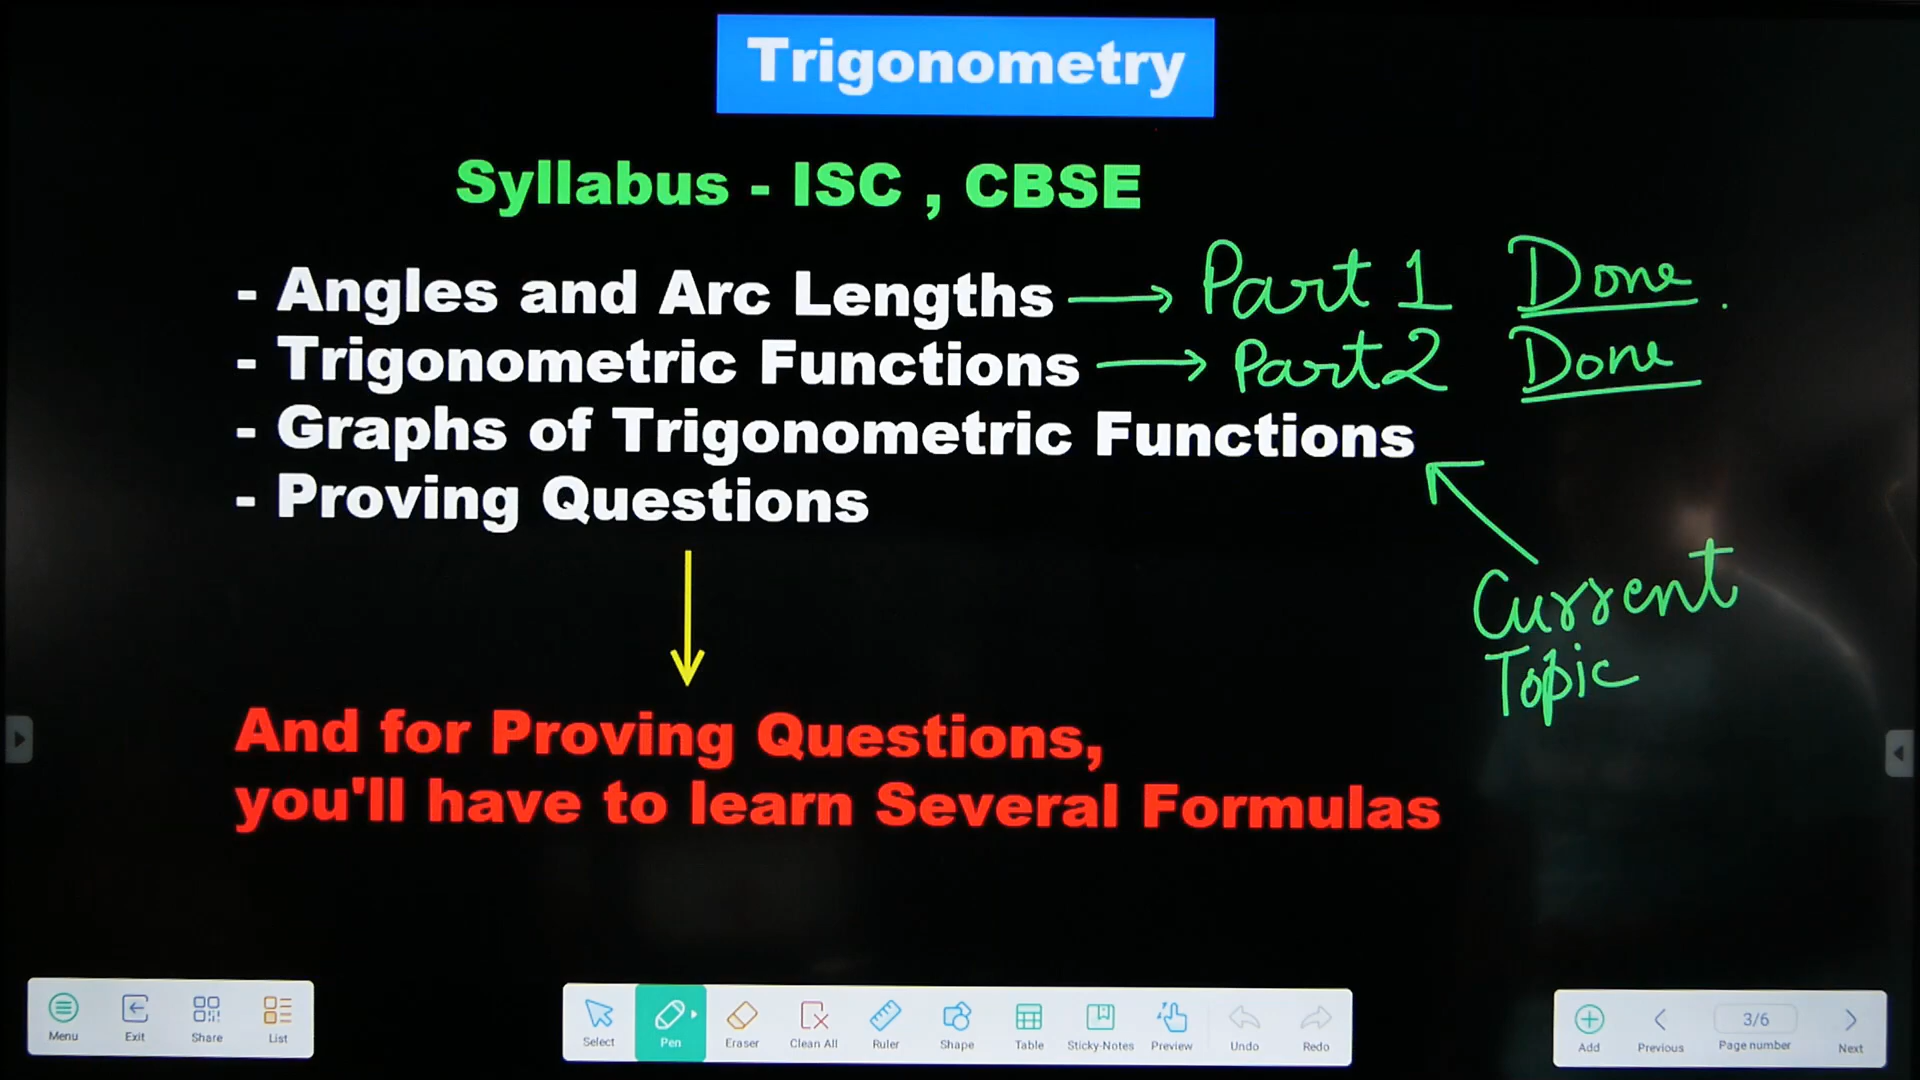 Trigonometry
Syllabus - ISC , CBSE
- Angles and Arc Lengths → Part 1 Done.
- Trigonometric Functions → Part 2 Done
- Graphs of Trigonometric Functions
- Proving Questions
Current
Topic
And for Proving Questions,
you'll have to learn Several Formulas
Menu Exit Share List
Select Pen Eraser Clean All Ruler Shape Table Sticky-Notes Preview Undo Redo
Add Previous 3/6 Page number Next